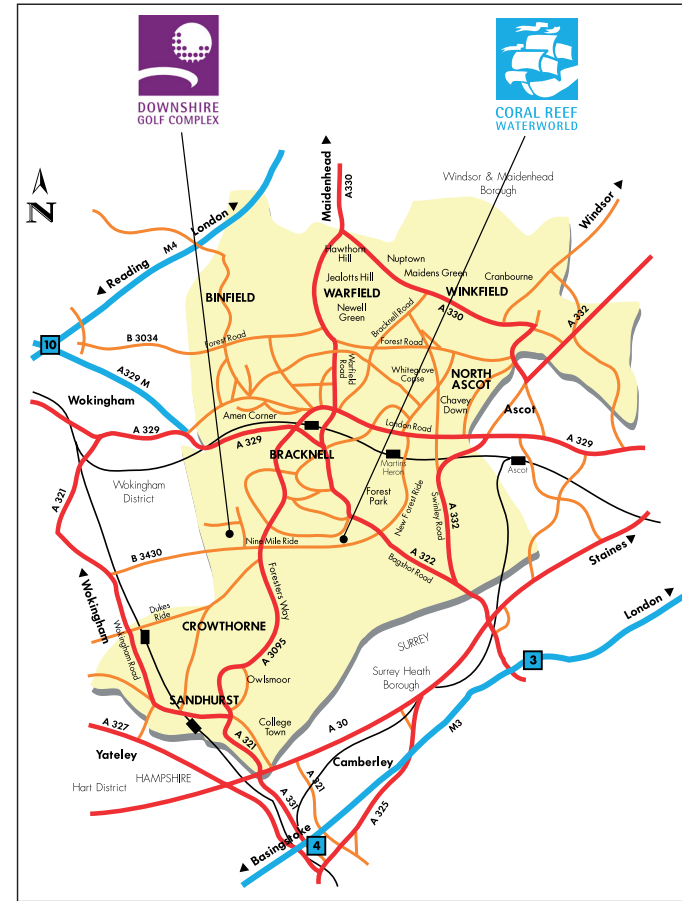 DOWNSHIRE
GOLF COMPLEX
CORAL REEF
WATERWORLD
N
Maidenhead
A330
Windsor & Maidenhead
Borough
Windsor
London
M4
Reading
Hawthorn
Hill
Nuptown
Maidens Green
Cranbourne
Jealotts Hill
BINFIELD
WARFIELD
WINKFIELD
Newell
Green
Bracknell Road
A 330
A 332
10
B 3034
Forest Road
Forest Road
A329 M
Warfield
Road
Whitegrove
Copse
NORTH
ASCOT
Chavey
Down
Wokingham
Amen Corner
Ascot
A 329
A 329
London Road
A 329
BRACKNELL
Martins
Heron
Ascot
Wokingham
District
A 321
Forest
Park
New Forest Ride
Swinley Road
A 332
Nine Mile Ride
B 3430
A 322
Bagshot Road
Staines
Foresters Way
Wokingham
Dukes
Ride
London
CROWTHORNE
Wokingham Road
A 3095
SURREY
3
Surrey Heath
Borough
Owlsmoor
SANDHURST
College
Town
A 327
A 321
A 30
M3
Yateley
Camberley
HAMPSHIRE
Hart District
A 321
A 331
A 325
Basingstoke
4